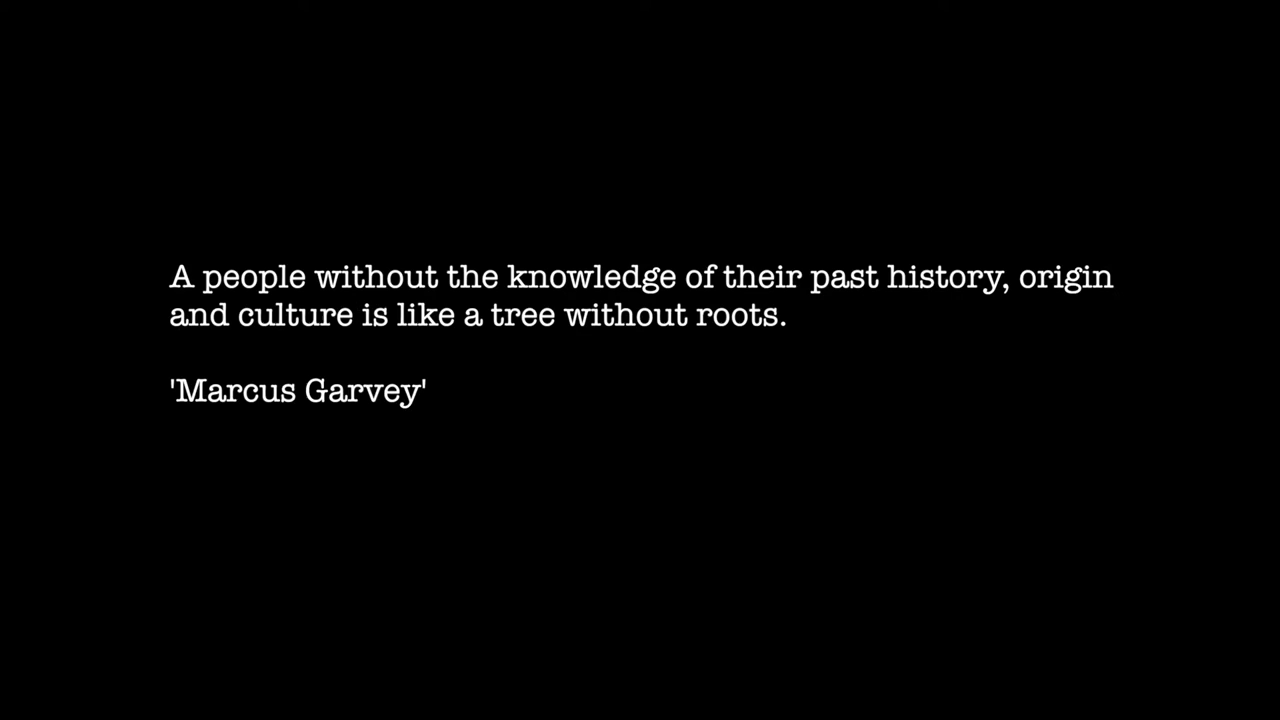 A people without the knowledge of their past history, origin
and culture is like a tree without roots.
'Marcus Garvey'